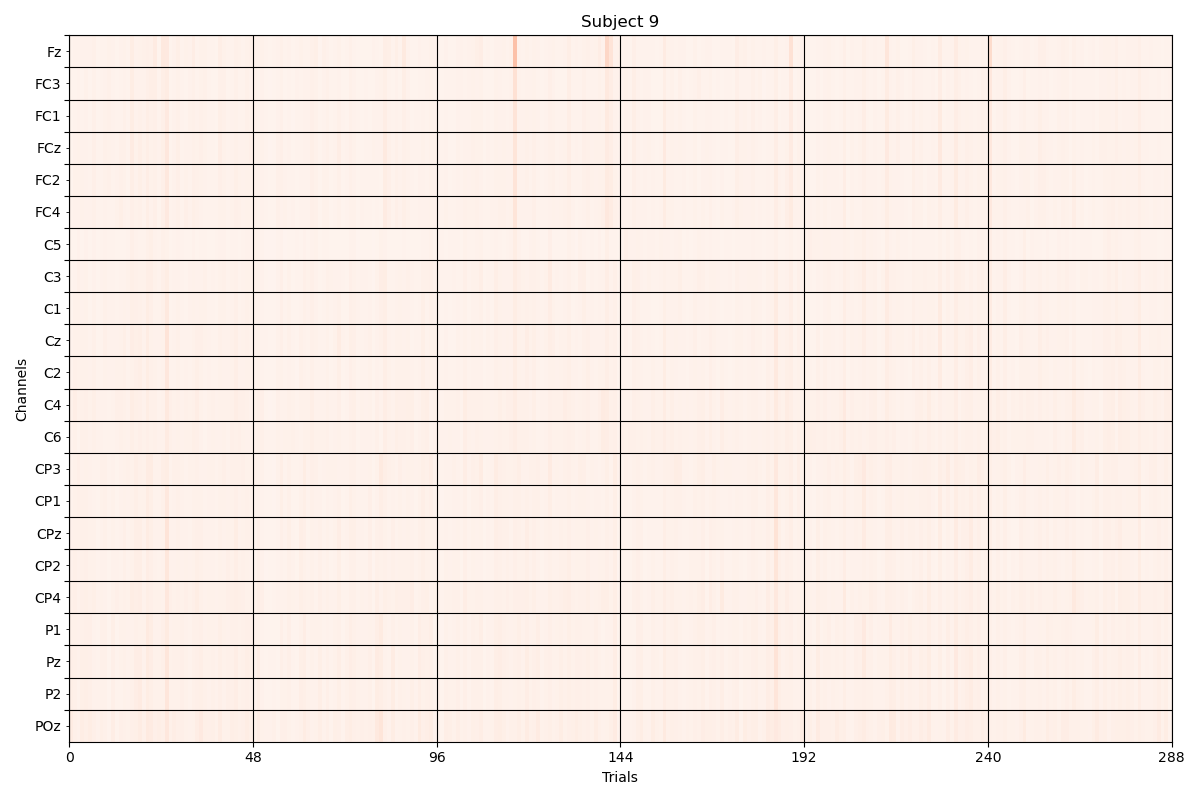 Subject 9
Fz
FC3
FC1
FCz
FC2
FC4
C5
C3
C1
Cz
C2
C4
C6
CP3
CP1
CPz
CP2
CP4
P1
Pz
P2
POz
Channels
0 48 96 144 192 240 288
Trials